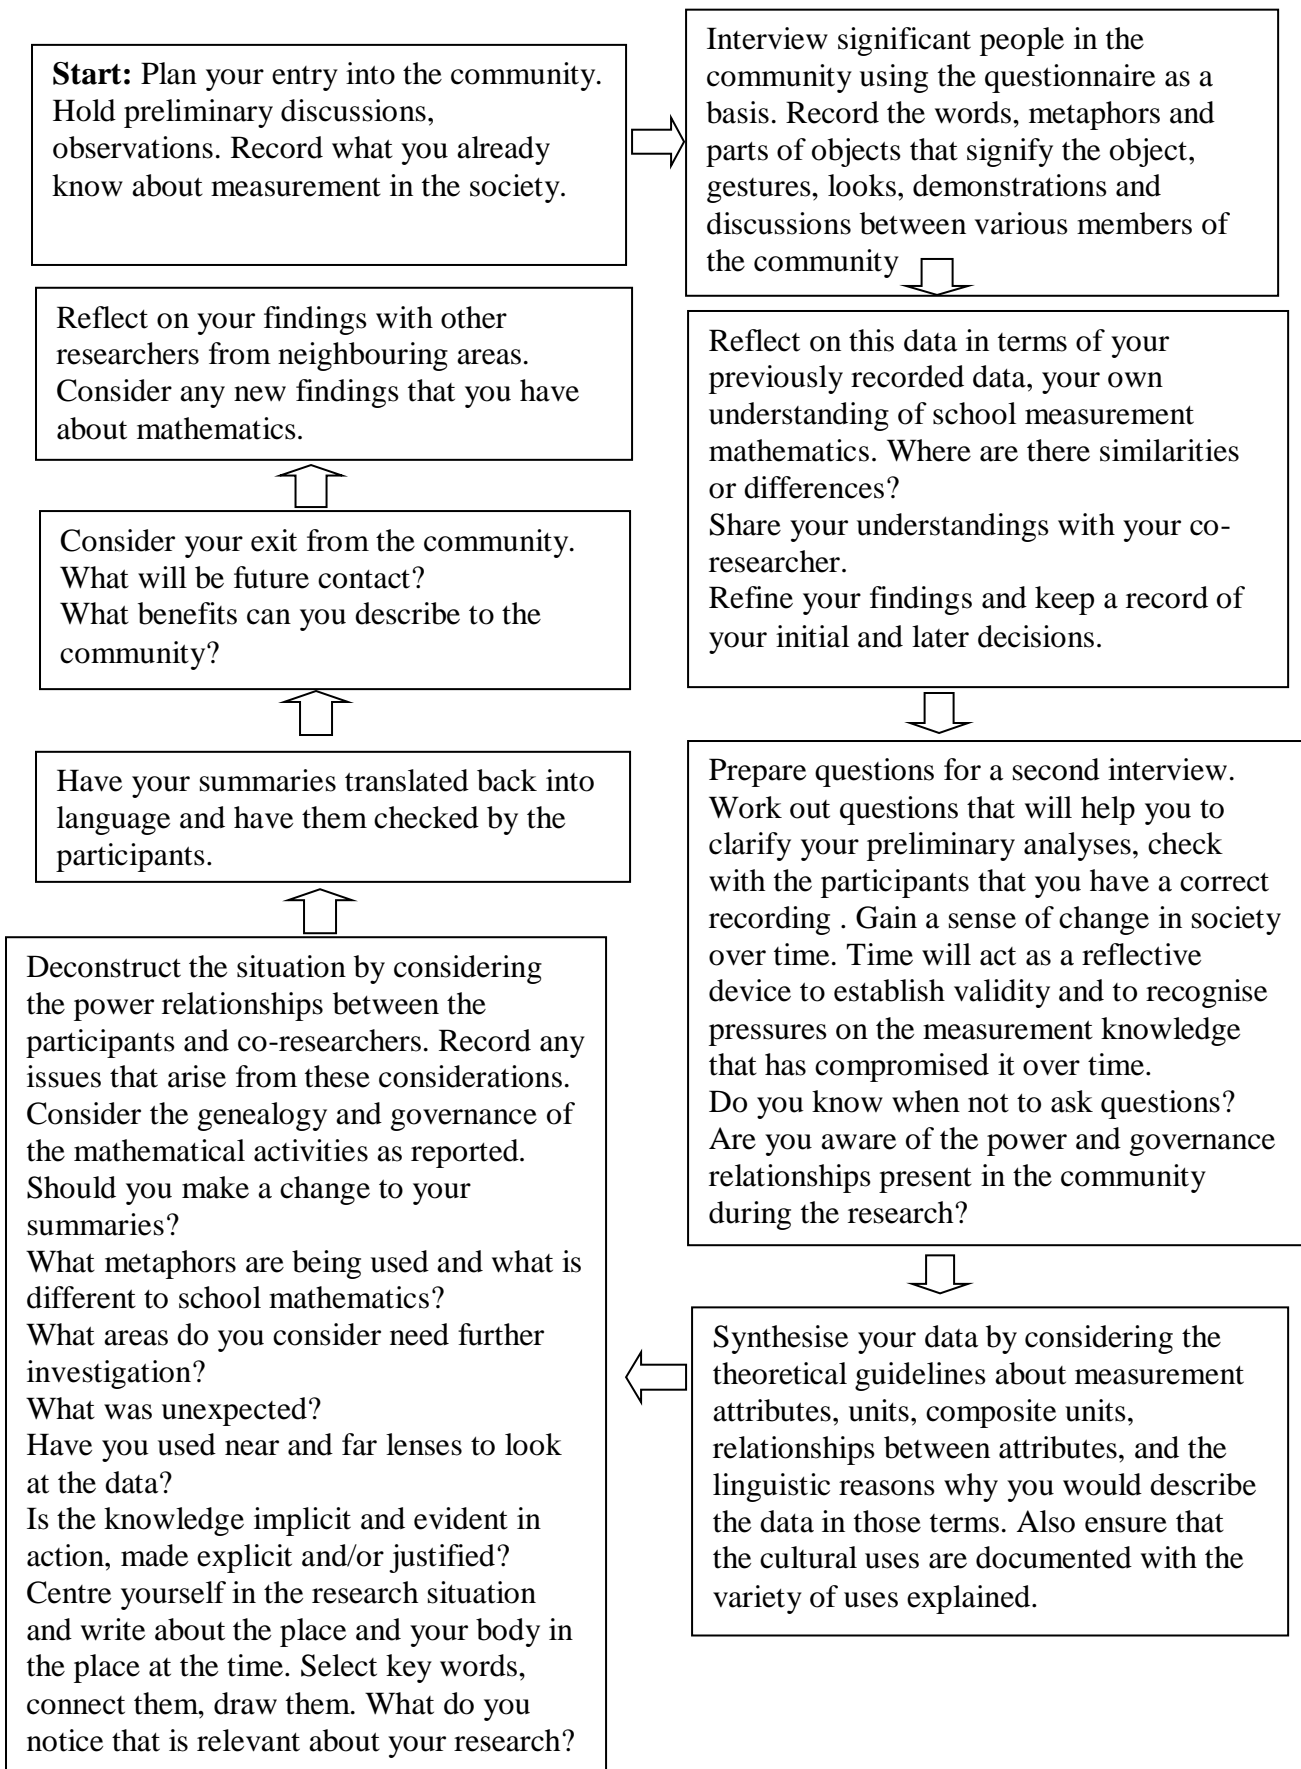 Start: Plan your entry into the community.
Hold preliminary discussions,
observations. Record what you already
know about measurement in the society.
Interview significant people in the
community using the questionnaire as a
basis. Record the words, metaphors and
parts of objects that signify the object,
gestures, looks, demonstrations and
discussions between various members of
the community
Reflect on this data in terms of your
previously recorded data, your own
understanding of school measurement
mathematics. Where are there similarities
or differences?
Share your understandings with your co-
researcher.
Refine your findings and keep a record of
your initial and later decisions.
Prepare questions for a second interview.
Work out questions that will help you to
clarify your preliminary analyses, check
with the participants that you have a correct
recording . Gain a sense of change in society
over time. Time will act as a reflective
device to establish validity and to recognise
pressures on the measurement knowledge
that has compromised it over time.
Do you know when not to ask questions?
Are you aware of the power and governance
relationships present in the community
during the research?
Synthesise your data by considering the
theoretical guidelines about measurement
attributes, units, composite units,
relationships between attributes, and the
linguistic reasons why you would describe
the data in those terms. Also ensure that
the cultural uses are documented with the
variety of uses explained.
Deconstruct the situation by considering
the power relationships between the
participants and co-researchers. Record any
issues that arise from these considerations.
Consider the genealogy and governance of
the mathematical activities as reported.
Should you make a change to your
summaries?
What metaphors are being used and what is
different to school mathematics?
What areas do you consider need further
investigation?
What was unexpected?
Have you used near and far lenses to look
at the data?
Is the knowledge implicit and evident in
action, made explicit and/or justified?
Centre yourself in the research situation
and write about the place and your body in
the place at the time. Select key words,
connect them, draw them. What do you
notice that is relevant about your research?
Have your summaries translated back into
language and have them checked by the
participants.
Consider your exit from the community.
What will be future contact?
What benefits can you describe to the
community?
Reflect on your findings with other
researchers from neighbouring areas.
Consider any new findings that you have
about mathematics.